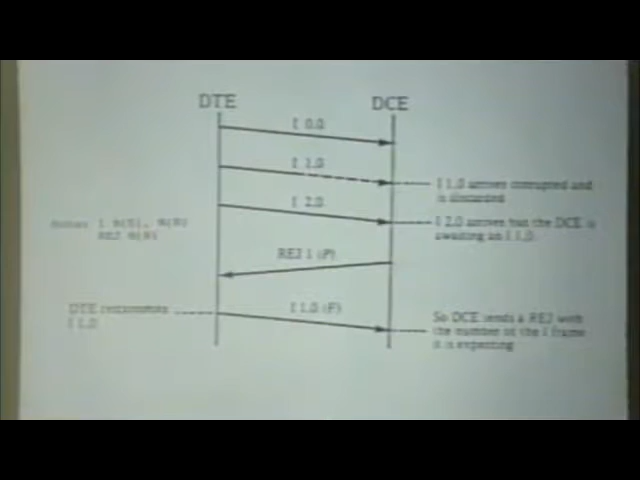 DTE DCE
I 0.0
I 1.0
I 1.0 arrives corrupted and
is discarded
I 2.0
I 2.0 arrives but the DCE is
awaiting an I 1.0.
I N(S), N(R)
REJ N(R)
REJ 1 (P)
DTE retransmits
I 1.0
I 1.0 (F)
So DCE sends a REJ with
the number of the I frame
it is expecting